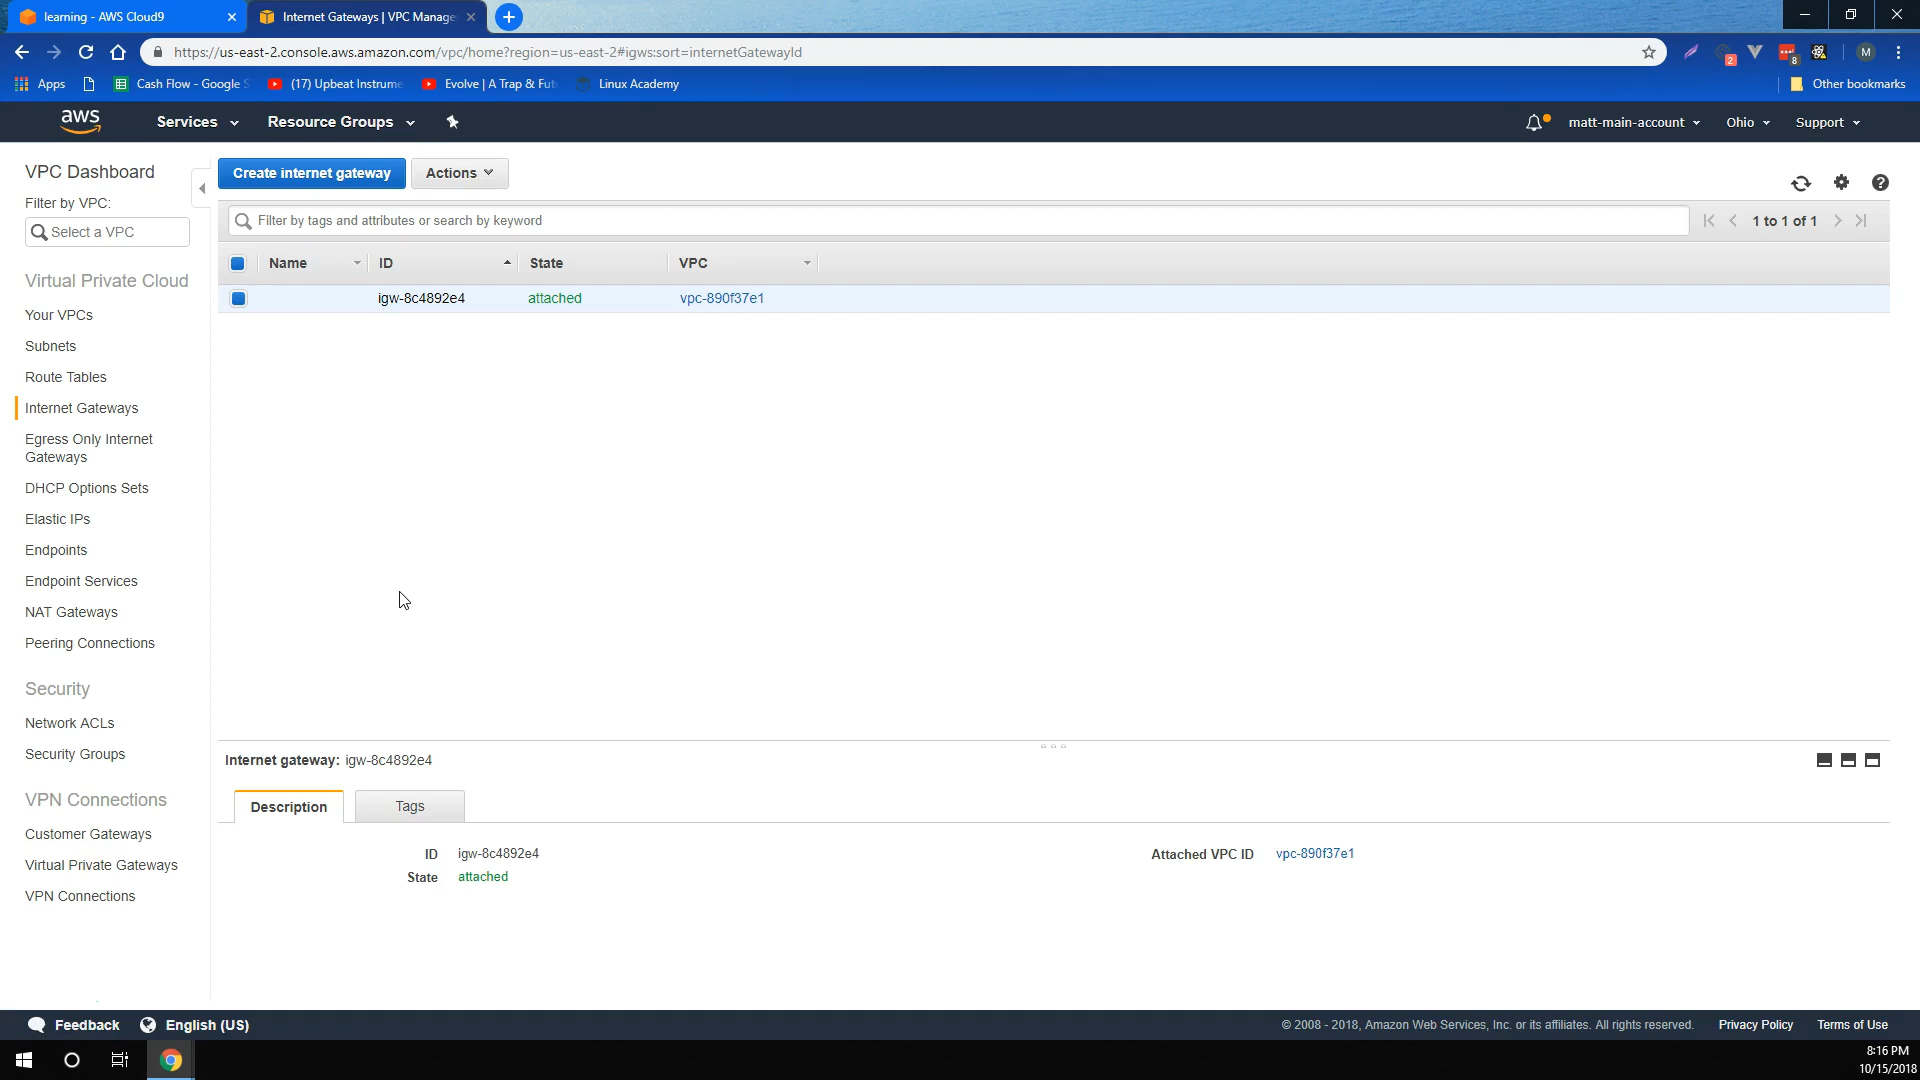 learning - AWS Cloud9
Internet Gateways | VPC Manage
https://us-east-2.console.aws.amazon.com/vpc/home?region=us-east-2#igws:sort=internetGatewayId
2
8
M
Apps
Cash Flow - Google S
(17) Upbeat Instrume
Evolve | A Trap & Futu
Linux Academy
Other bookmarks
aws
Services
Resource Groups
matt-main-account
Ohio
Support
VPC Dashboard
Filter by VPC:
Select a VPC
Virtual Private Cloud
Your VPCs
Subnets
Route Tables
Internet Gateways
Egress Only Internet
Gateways
DHCP Options Sets
Elastic IPs
Endpoints
Endpoint Services
NAT Gateways
Peering Connections
Security
Network ACLs
Security Groups
VPN Connections
Customer Gateways
Virtual Private Gateways
VPN Connections
Create internet gateway
Actions
Filter by tags and attributes or search by keyword
1 to 1 of 1
Name
ID
State
VPC
igw-8c4892e4
attached
vpc-890f37e1
Internet gateway: igw-8c4892e4
Description
Tags
ID igw-8c4892e4
State attached
Attached VPC ID vpc-890f37e1
Feedback
English (US)
© 2008 - 2018, Amazon Web Services, Inc. or its affiliates. All rights reserved.
Privacy Policy
Terms of Use
8:16 PM
10/15/2018